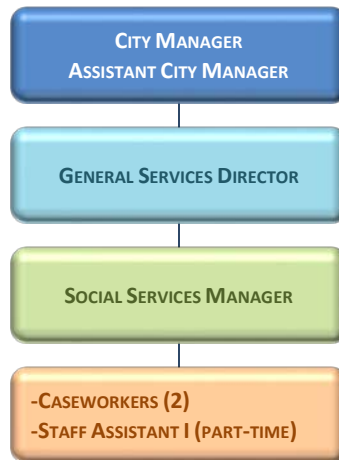 CITY MANAGER
ASSISTANT CITY MANAGER
GENERAL SERVICES DIRECTOR
SOCIAL SERVICES MANAGER
-CASEWORKERS (2)
-STAFF ASSISTANT I (PART-TIME)